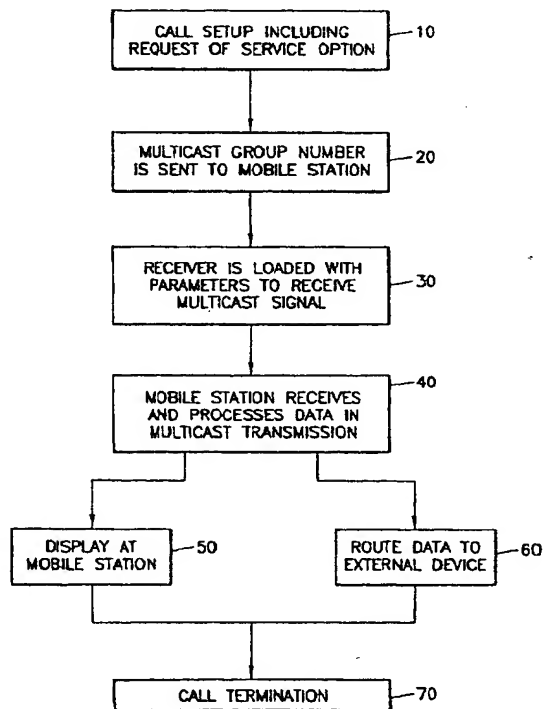 CALL SETUP INCLUDING
REQUEST OF SERVICE OPTION
10
MULTICAST GROUP NUMBER
IS SENT TO MOBILE STATION
20
RECEIVER IS LOADED WITH
PARAMETERS TO RECEIVE
MULTICAST SIGNAL
30
MOBILE STATION RECEIVES
AND PROCESSES DATA IN
MULTICAST TRANSMISSION
40
DISPLAY AT
MOBILE STATION
50
ROUTE DATA TO
EXTERNAL DEVICE
60
CALL TERMINATION
70